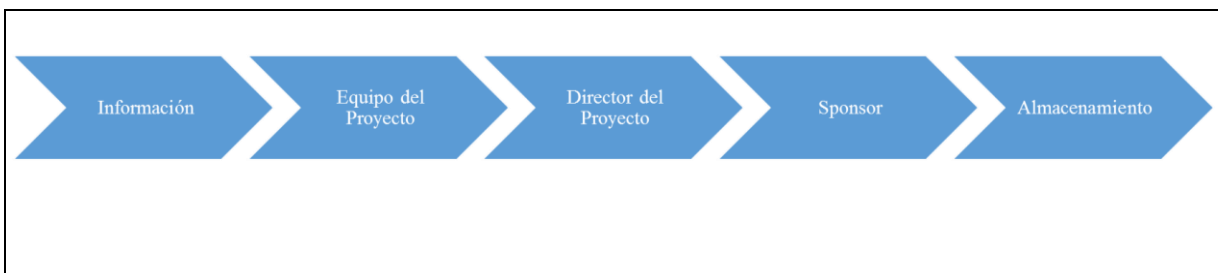 Información
Equipo del
Proyecto
Director del
Proyecto
Sponsor
Almacenamiento